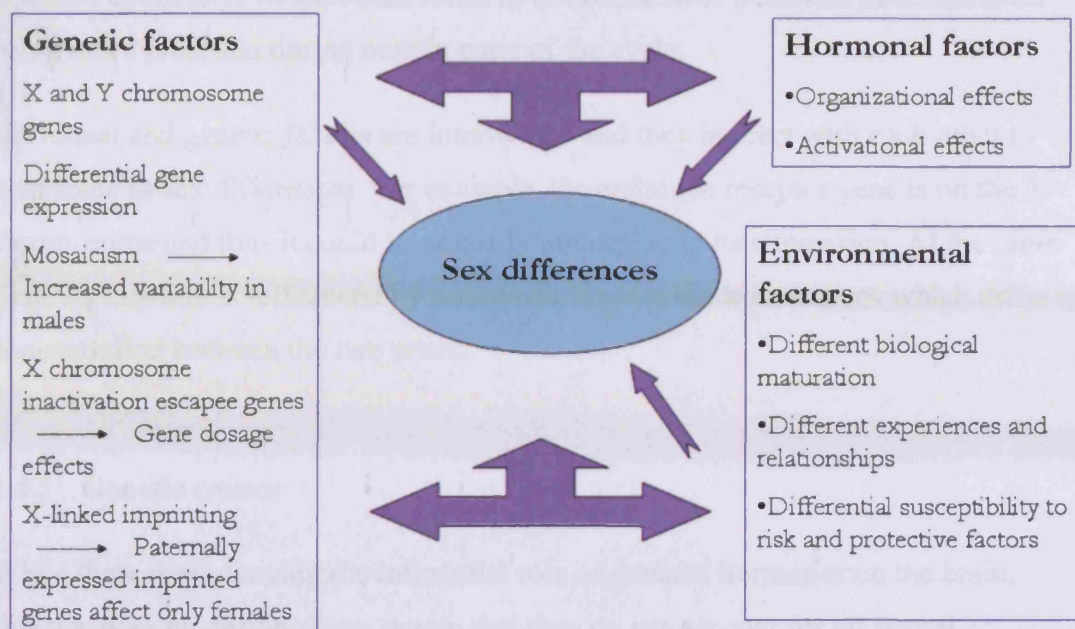 Genetic factors
X and Y chromosome
genes
Differential gene
expression
Mosaicism
Increased variability in
males
X chromosome
inactivation escapee genes
Gene dosage
effects
X-linked imprinting
Paternally
expressed imprinted
genes affect only females
Sex differences
Hormonal factors
•Organizational effects
•Activational effects
Environmental
factors
•Different biological
maturation
•Different experiences and
relationships
•Differential susceptibility to
risk and protective factors